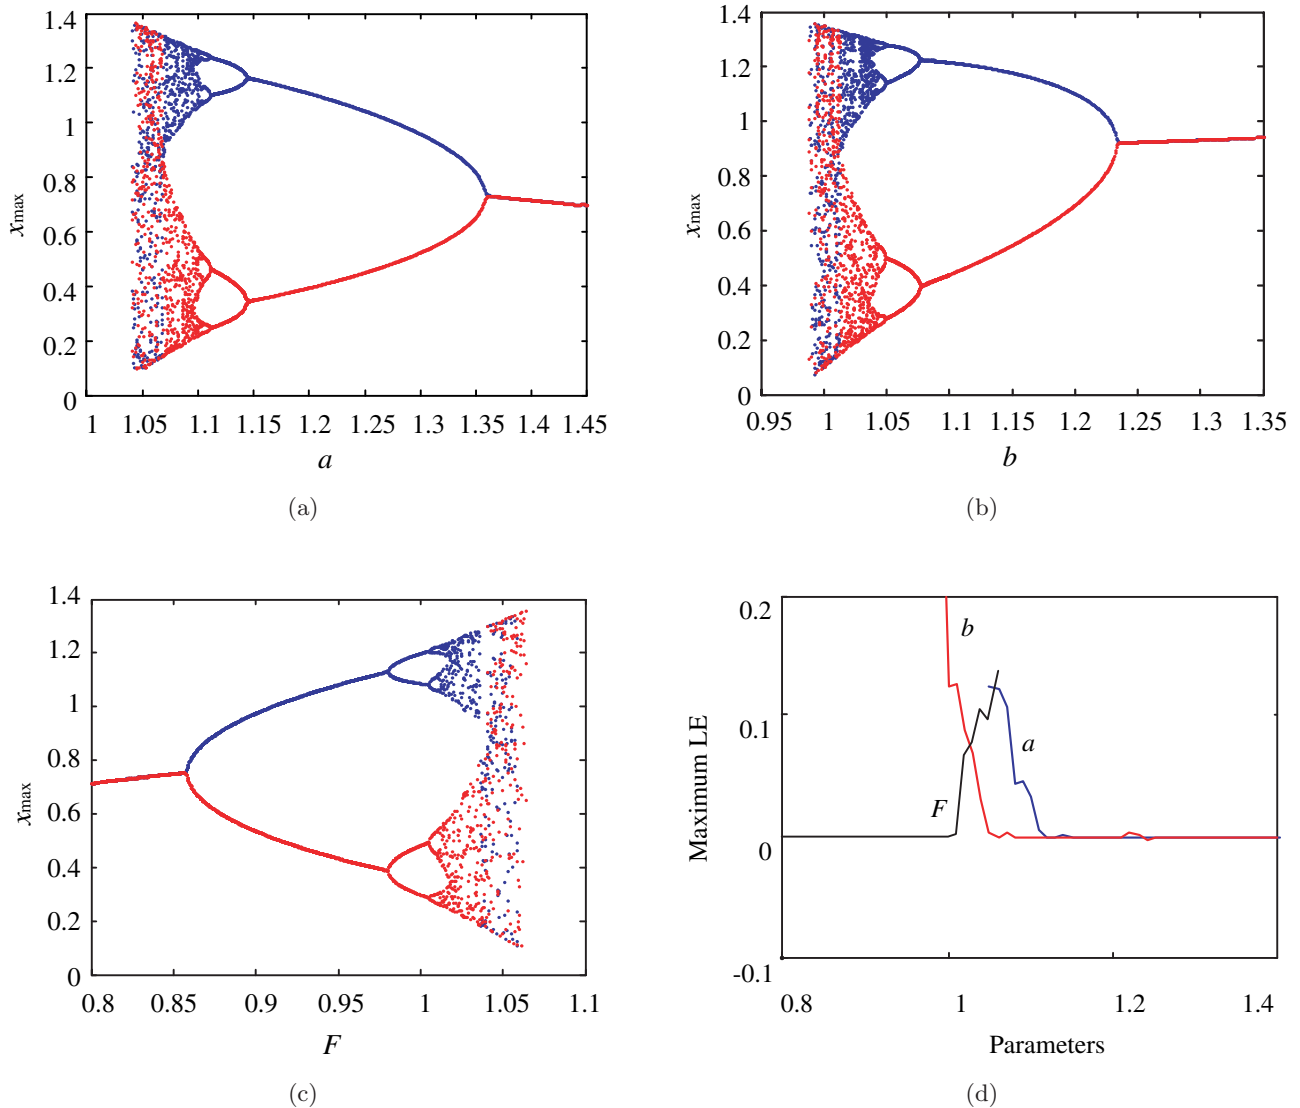 1.4
1.2
1
0.8
0.6
0.4
0.2
0
x_max
1 1.05 1.1 1.15 1.2 1.25 1.3 1.35 1.4 1.45
a
(a)
1.4
1.2
1
0.8
0.6
0.4
0.2
0
x_max
0.95 1 1.05 1.1 1.15 1.2 1.25 1.3 1.35
b
(b)
1.4
1.2
1
0.8
0.6
0.4
0.2
0
x_max
0.8 0.85 0.9 0.95 1 1.05 1.1
F
(c)
0.2
0.1
0
-0.1
Maximum LE
b
a
F
0.8 1 1.2 1.4
Parameters
(d)